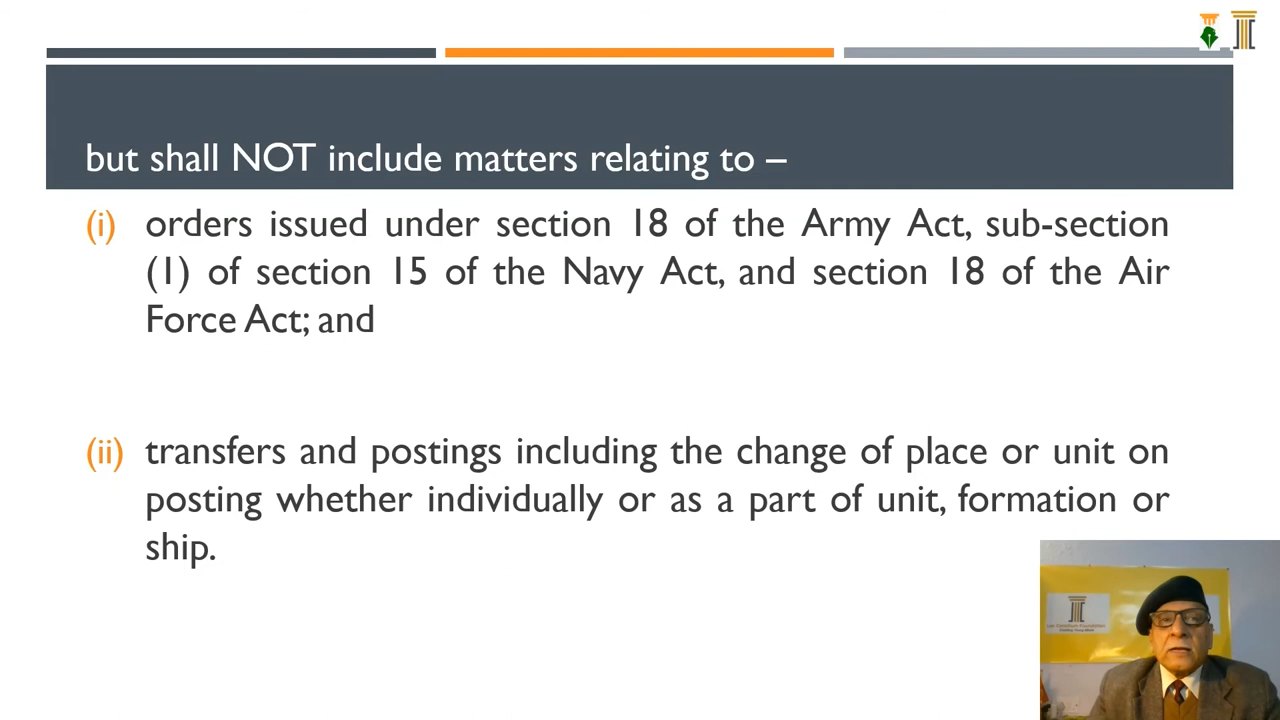 but shall NOT include matters relating to –
(i) orders issued under section 18 of the Army Act, sub-section
(1) of section 15 of the Navy Act, and section 18 of the Air
Force Act; and
(ii) transfers and postings including the change of place or unit on
posting whether individually or as a part of unit, formation or
ship.